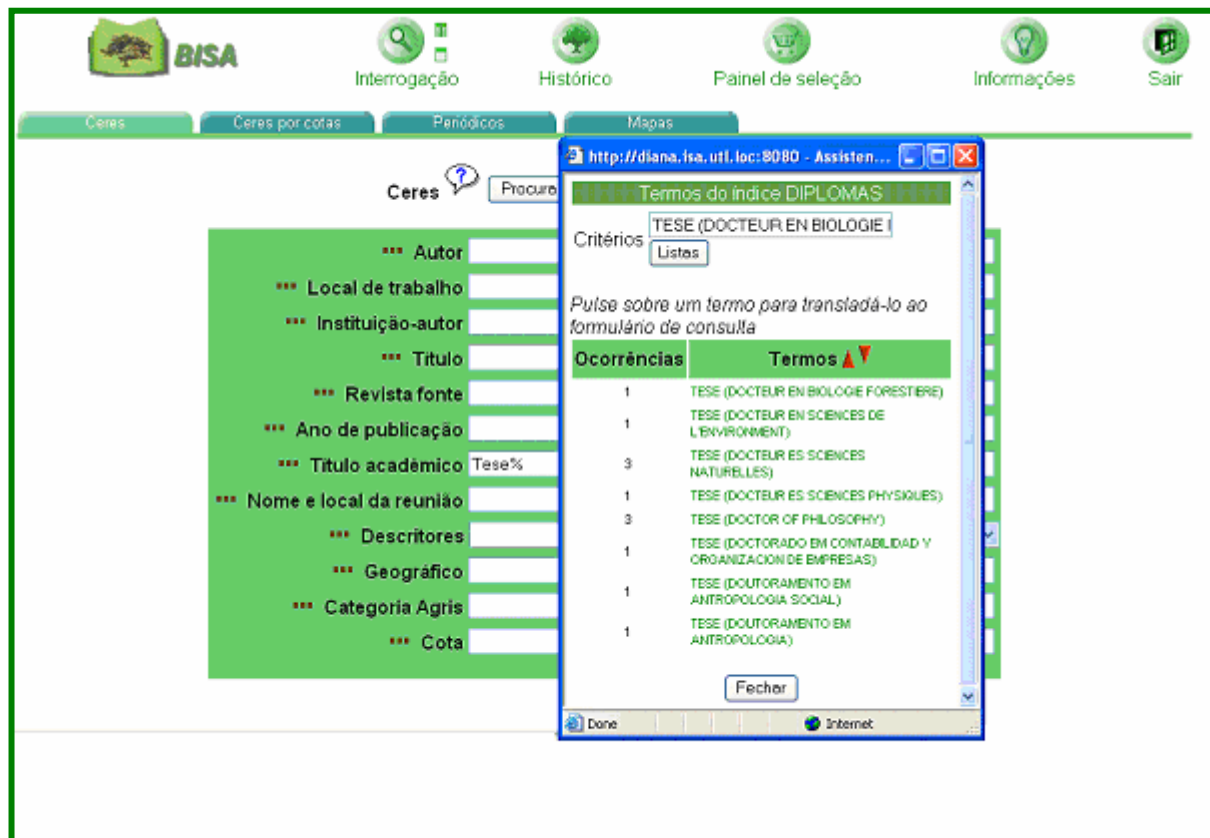 BISA
Interrogação
Histórico
Painel de seleção
Informações
Sair
Ceres
Ceres por cotas
Periódicos
Mapas
Ceres
Procura
Autor
Local de trabalho
Instituição-autor
Título
Revista fonte
Ano de publicação
Título acadêmico Tese%
Nome e local da reunião
Descritores
Geográfico
Categoria Agris
Cota
http://diana.isa.utl.loc:8080 - Assisten...
Termos do índice DIPLOMAS
Critérios TESE (DOCTEUR EN BIOLOGIE
Listas
Pulse sobre um termo para transladá-lo ao
formulário de consulta
Ocorrências Termos
1 TESE (DOCTEUR EN BIOLOGIE FORESTIERE)
1 TESE (DOCTEUR EN SCIENCES DE
L'ENVIRONMENT)
3 TESE (DOCTEUR ES SCIENCES
NATURELLES)
1 TESE (DOCTEUR ES SCIENCES PHYSIQUES)
3 TESE (DOCTOR OF PHILOSOPHY)
1 TESE (DOCTORADO EM CONTABILIDAD Y
ORGANIZACION DE EMPRESAS)
1 TESE (DOUTORAMENTO EM
ANTROPOLOGIA SOCIAL)
1 TESE (DOUTORAMENTO EM
ANTROPOLOGIA)
Fechar
Done
Internet